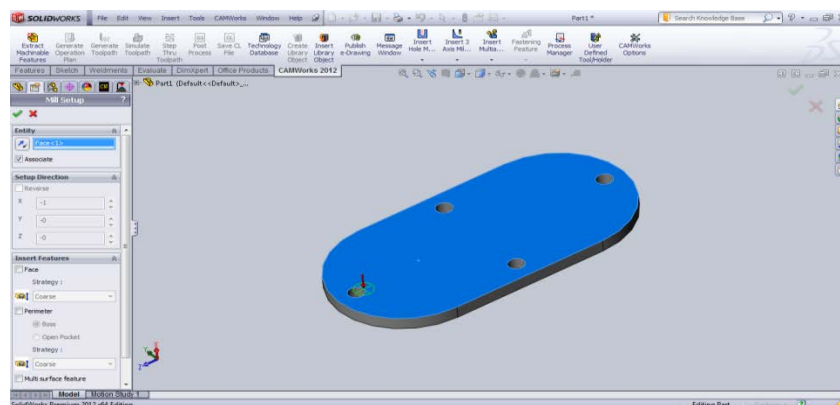 SOLIDWORKS File Edit View Insert Tools CAMWorks Window Help Part1 * Search Knowledge Base
Extract Machinable Features Generate Operation Plan Generate Toolpath Simulate Toolpath Step Thru Toolpath Post Process Save CL File Technology Database Create Library Object Insert Library Object Publish e-Drawing Message Window Insert Hole M... Insert 3 Axis Mil... Insert Multa... Fastening Feature Process Manager User Defined Tool/Holder CAMWorks Options
Features Sketch Weldments Evaluate DimXpert Office Products CAMWorks 2012
Part1 (Default<<Default>_...
Mill Setup ?
Entity
Face<1>
Associate
Setup Direction
Reverse
X -1
Y -0
Z -0
Insert Features
Face
Strategy :
Coarse
Perimeter
Boss
Open Pocket
Strategy :
Coarse
Multi surface feature
Model Motion Study 1
SolidWorks Premium 2012 x64 Edition Editing Part